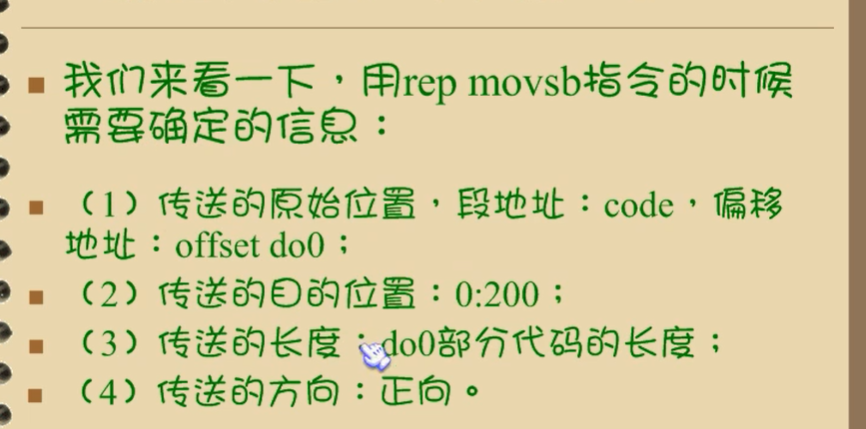 我们来看一下，用rep movsb指令的时候
需要确定的信息：
（1）传送的原始位置，段地址：code，偏移
地址：offset do0；
（2）传送的目的位置：0:200；
（3）传送的长度：do0部分代码的长度；
（4）传送的方向：正向。